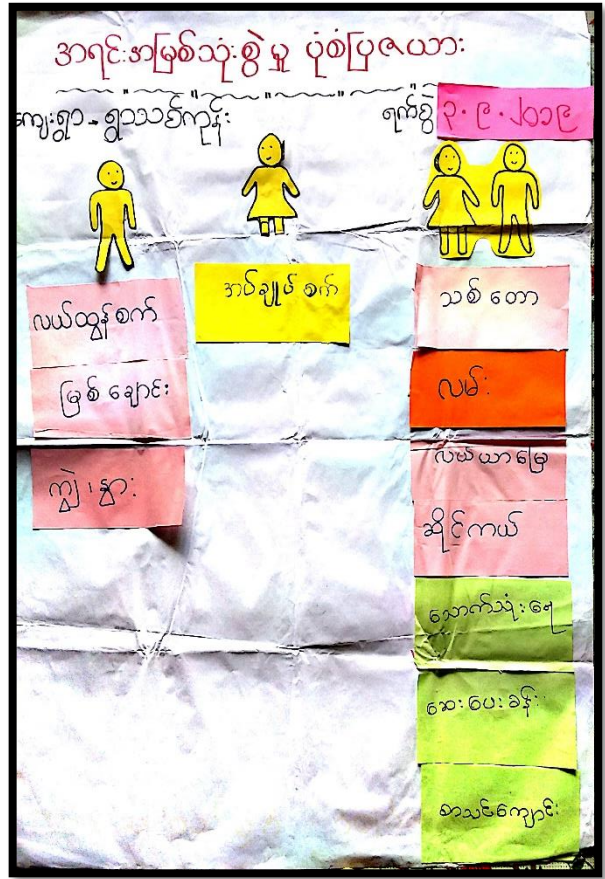 အရင်းအမြစ်သုံးစွဲမှု ပုံစံပြဇယား
ကျေးရွာ - ရွာသစ်ကုန်း
ရက်စွဲ ၃.၉.၂၀၁၉
လယ်ထွန်စက်
မြစ်ချောင်း
ကျွဲ၊နွား
အပ်ချုပ်စက်
သစ်တော
လမ်း
လယ်ယာမြေ
ဆိုင်ကယ်
သောက်သုံးရေ
ဆေးပေးခန်း
စာသင်ကျောင်း